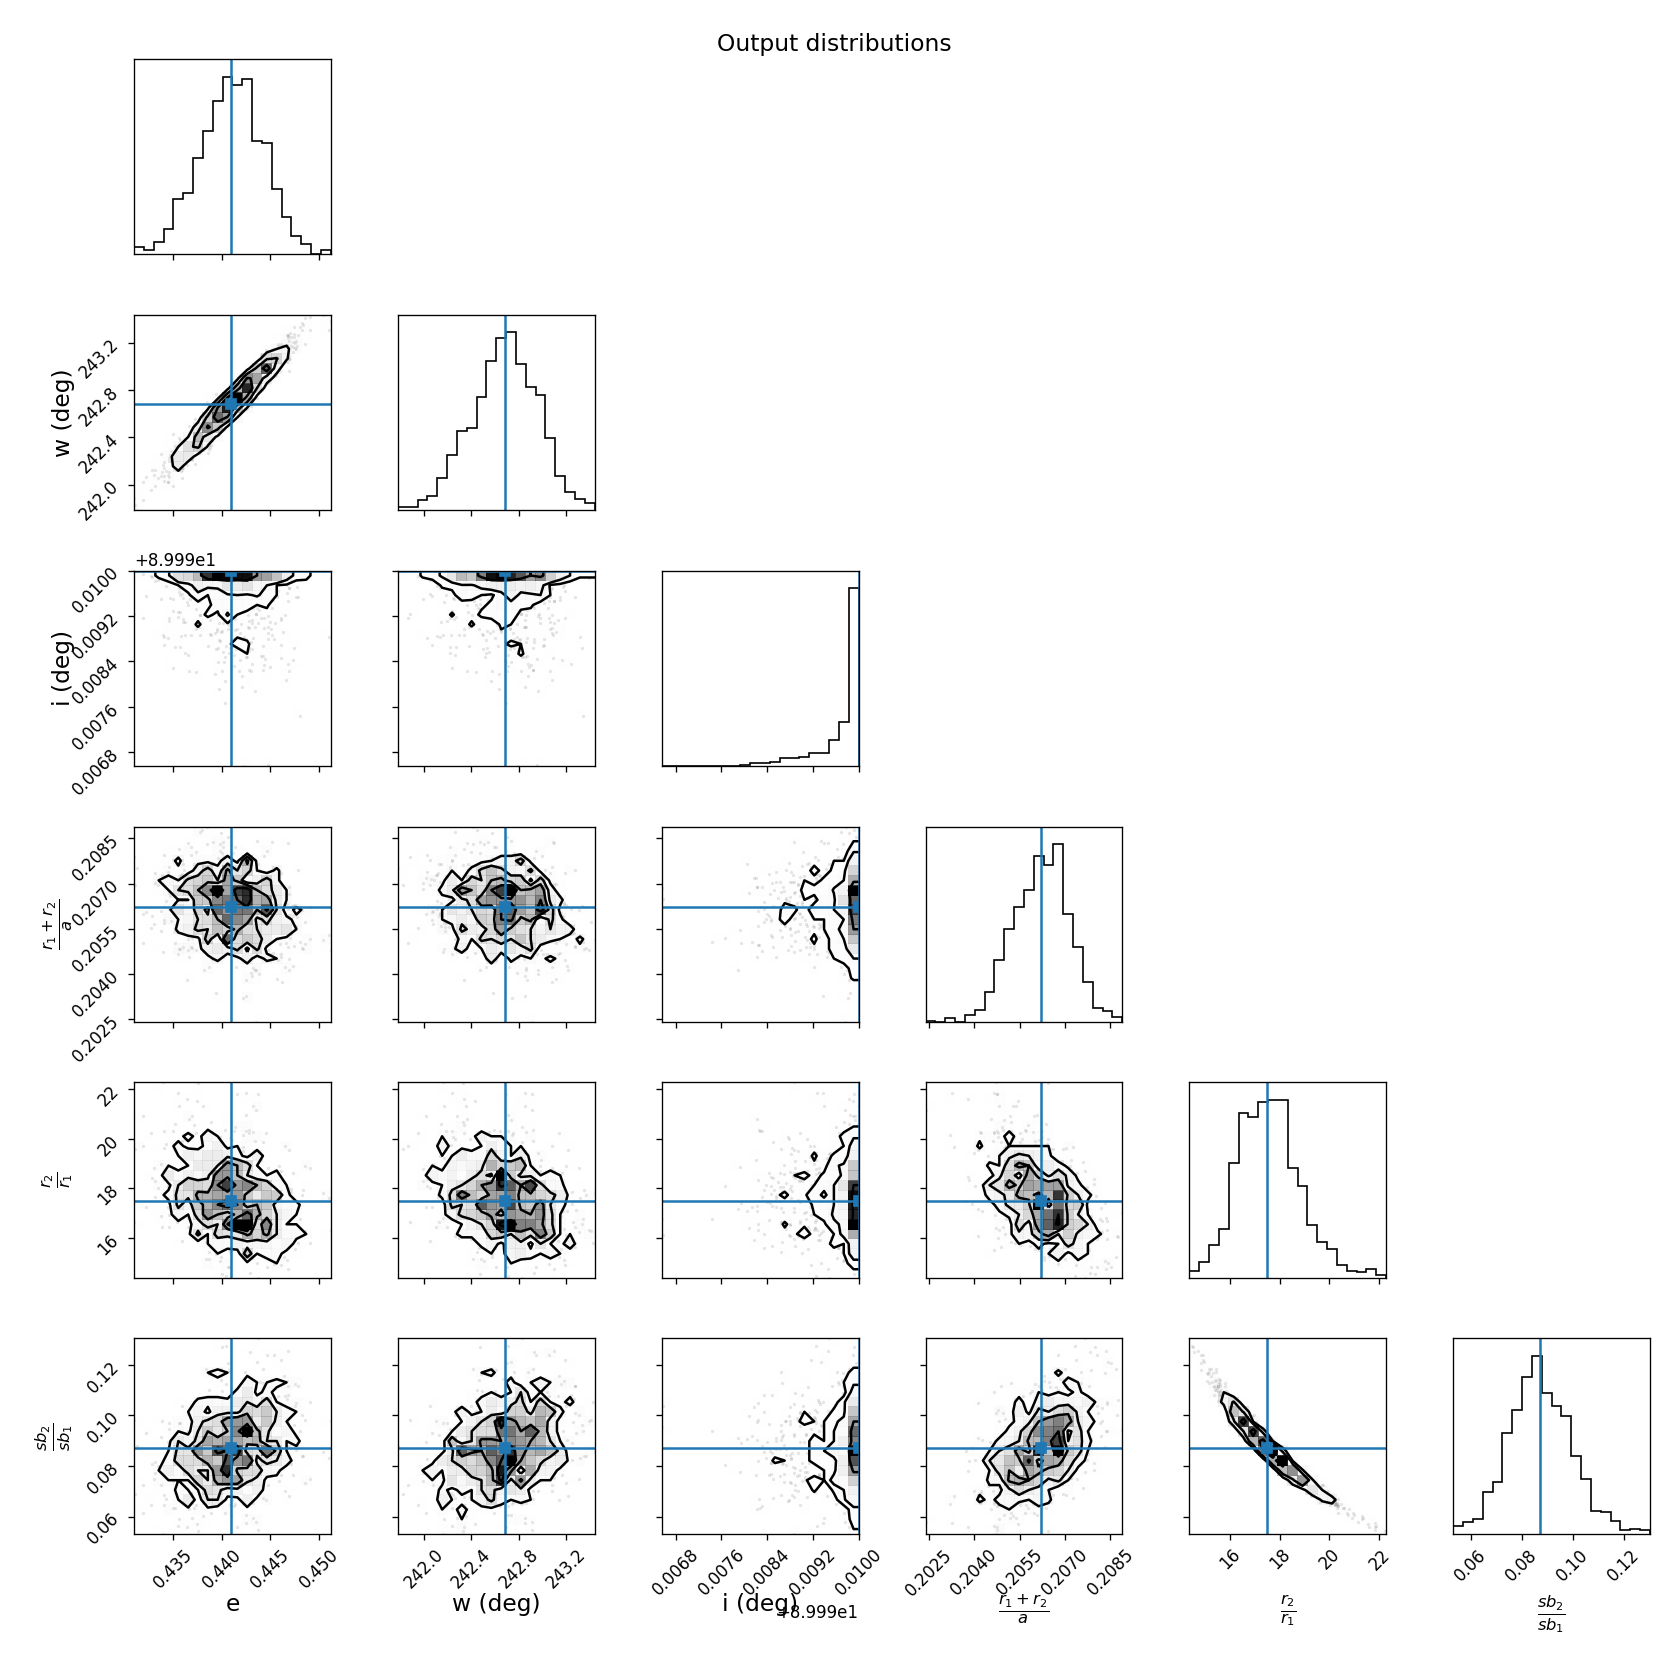 Output distributions
w (deg)
243.2
242.8
242.4
242.0
+8.999e1
i (deg)
0.0100
0.0092
0.0084
0.0076
0.0068
r1 + r2
a
0.2085
0.2070
0.2055
0.2040
0.2025
r2
r1
22
20
18
16
sb2
sb1
0.12
0.10
0.08
0.06
0.435 0.440 0.445 0.450
242.0 242.4 242.8 243.2
0.0068 0.0076 0.0084 0.0092 0.0100
0.2025 0.2040 0.2055 0.2070 0.2085
16 18 20 22
0.06 0.08 0.10 0.12
e
w (deg)
i (deg)
+8.999e1
r1 + r2
a
r2
r1
sb2
sb1